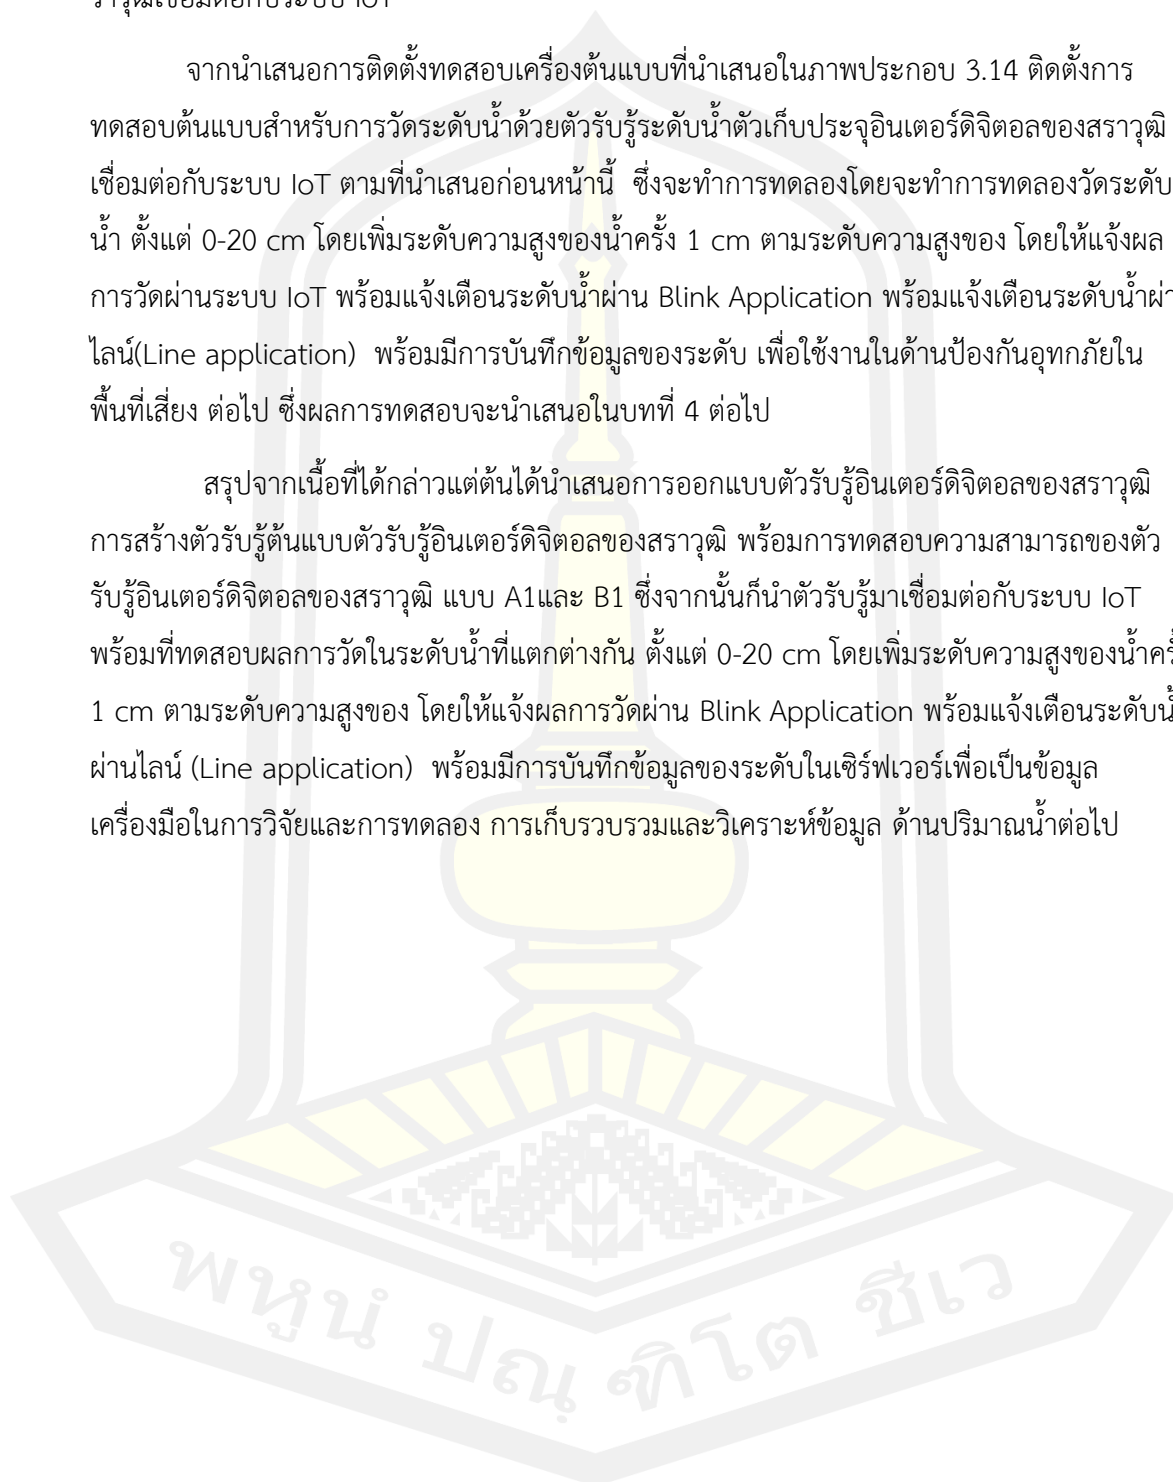 จากนำเสนอการติดตั้งทดสอบเครื่องต้นแบบที่นำเสนอในภาพประกอบ 3.14 ติดตั้งการ
ทดสอบต้นแบบสำหรับการวัดระดับน้ำด้วยตัวรับรู้ระดับน้ำตัวเก็บประจุอินเตอร์ดิจิตอลของสราวุฒิ
เชื่อมต่อกับระบบ IoT ตามที่นำเสนอก่อนหน้านี้ ซึ่งจะทำการทดลองโดยจะทำการทดลองวัดระดับ
น้ำ ตั้งแต่ 0-20 cm โดยเพิ่มระดับความสูงของน้ำครั้ง 1 cm ตามระดับความสูงของ โดยให้แจ้งผล
การวัดผ่านระบบ IoT พร้อมแจ้งเตือนระดับน้ำผ่าน Blink Application พร้อมแจ้งเตือนระดับน้ำ
ไลน์(Line application) พร้อมมีการบันทึกข้อมูลของระดับ เพื่อใช้งานในด้านป้องกันอุทกภัยใน
พื้นที่เสี่ยง ต่อไป ซึ่งผลการทดสอบจะนำเสนอในบทที่ 4 ต่อไป
สรุปจากเนื้อที่ได้กล่าวแต่ต้นได้นำเสนอการออกแบบตัวรับรู้อินเตอร์ดิจิตอลของสราวุฒิ
การสร้างตัวรับรู้ต้นแบบตัวรับรู้อินเตอร์ดิจิตอลของสราวุฒิ พร้อมการทดสอบความสามารถของตัว
รับรู้อินเตอร์ดิจิตอลของสราวุฒิ แบบ A1และ B1 ซึ่งจากนั้นก็นำตัวรับรู้มาเชื่อมต่อกับระบบ IoT
พร้อมที่ทดสอบผลการวัดในระดับน้ำที่แตกต่างกัน ตั้งแต่ 0-20 cm โดยเพิ่มระดับความสูงของน้ำ
1 cm ตามระดับความสูงของ โดยให้แจ้งผลการวัดผ่าน Blink Application พร้อมแจ้งเตือนระดับ
ผ่านไลน์ (Line application) พร้อมมีการบันทึกข้อมูลของระดับในเซิร์ฟเวอร์เพื่อเป็นข้อมูล
เครื่องมือในการวิจัยและการทดลอง การเก็บรวบรวมและวิเคราะห์ข้อมูล ด้านปริมาณน้ำต่อไป
พหูนํ ปณฺฑิโต ชีเว